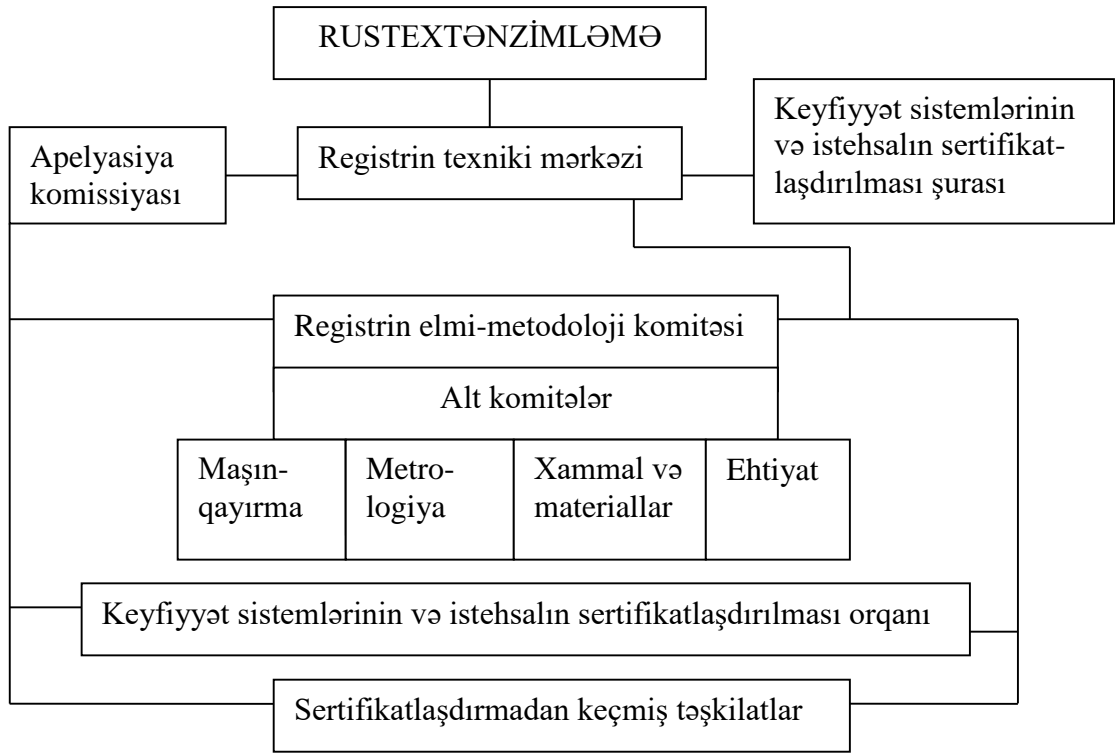 RUSTEXTƏNZİMLƏMƏ
Apelyasiya
komissiyası
Registrin texniki mərkəzi
Keyfiyyət sistemlərinin
və istehsalın sertifikat-
laşdırılması şurası
Registrin elmi-metodoloji komitəsi
Alt komitələr
Maşın-
qayırma
Metro-
logiya
Xammal və
materiallar
Ehtiyat
Keyfiyyət sistemlərinin və istehsalın sertifikatlaşdırılması orqanı
Sertifikatlaşdırmadan keçmiş təşkilatlar